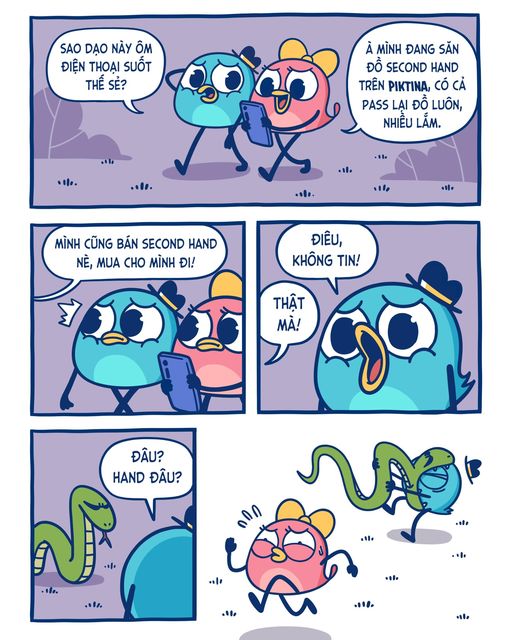 SAO DẠO NÀY ÔM
ĐIỆN THOẠI SUỐT
THẾ SẺ?
À MÌNH ĐANG SĂN
ĐỒ SECOND HAND
TRÊN PIKTINA, CÓ CẢ
PASS LẠI ĐỒ LUÔN,
NHIỀU LẮM.
MÌNH CŨNG BÁN SECOND HAND
NÈ, MUA CHO MÌNH ĐI!
ĐIÊU,
KHÔNG TIN!
THẬT
MÀ!
ĐÂU?
HAND ĐÂU?